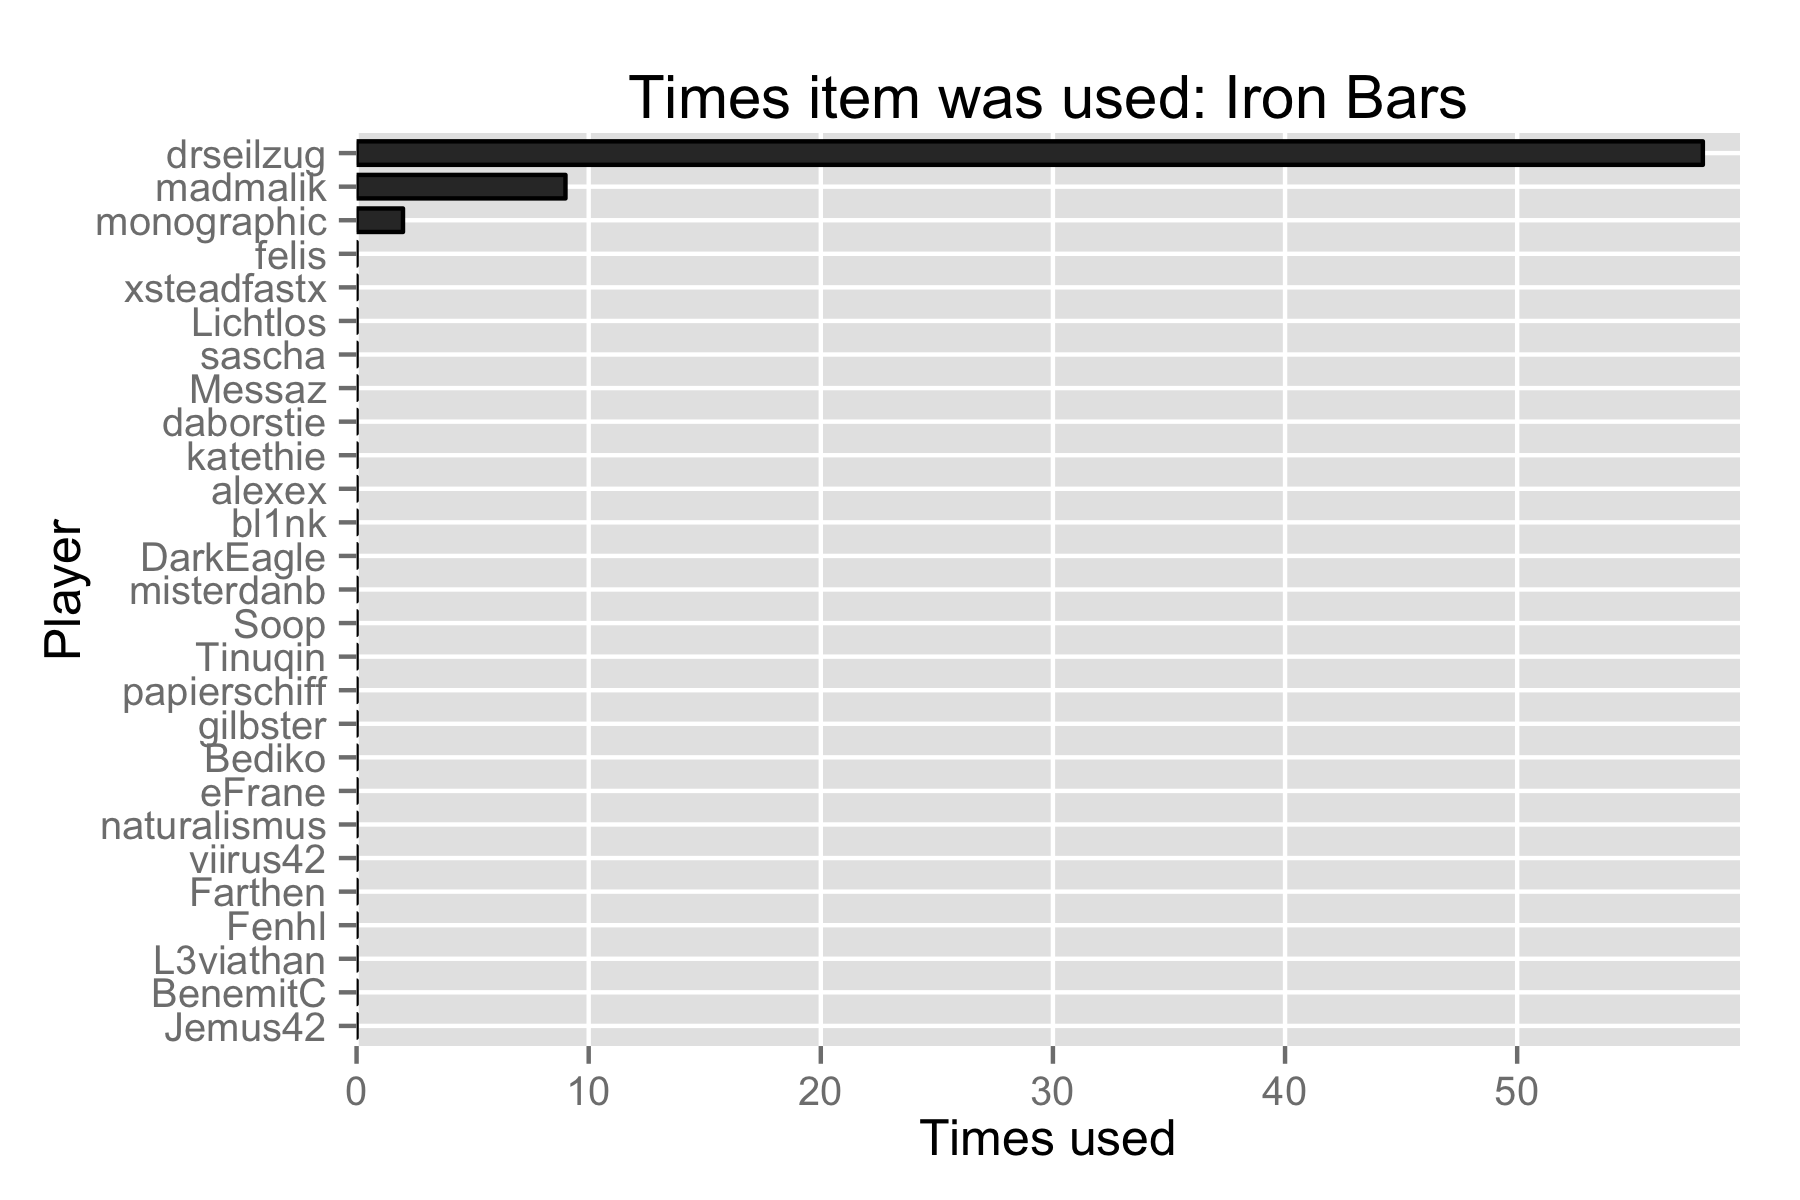 Times item was used: Iron Bars
drseilzug
madmalik
monographic
felis
xsteadfastx
Lichtlos
sascha
Messaz
daborstie
katethie
alexex
bl1nk
DarkEagle
misterdanb
Soop
Tinuqin
papierschiff
gilbster
Bediko
eFrane
naturalismus
viirus42
Farthen
Fenhl
L3viathan
BenemitC
Jemus42
Player
0 10 20 30 40 50
Times used